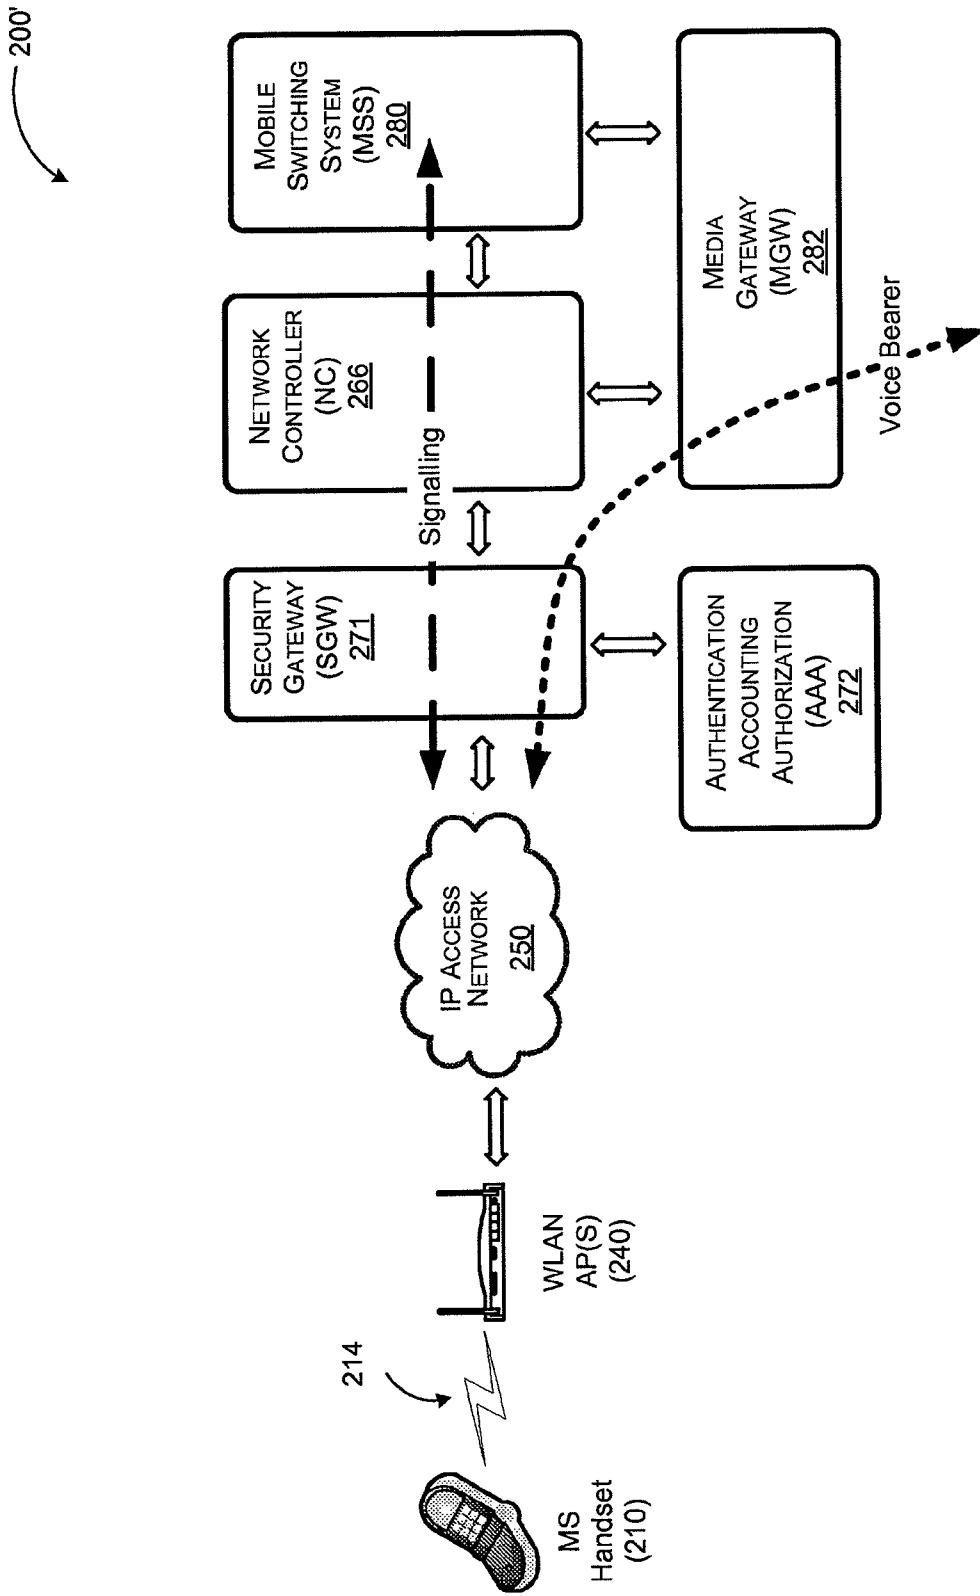 200'
MOBILE
SWITCHING
SYSTEM
(MSS)
280
NETWORK
CONTROLLER
(NC)
266
SECURITY
GATEWAY
(SGW)
271
Signalling
MEDIA
GATEWAY
(MGW)
282
Voice Bearer
AUTHENTICATION
ACCOUNTING
AUTHORIZATION
(AAA)
272
IP ACCESS
NETWORK
250
WLAN
AP(S)
(240)
214
MS
Handset
(210)